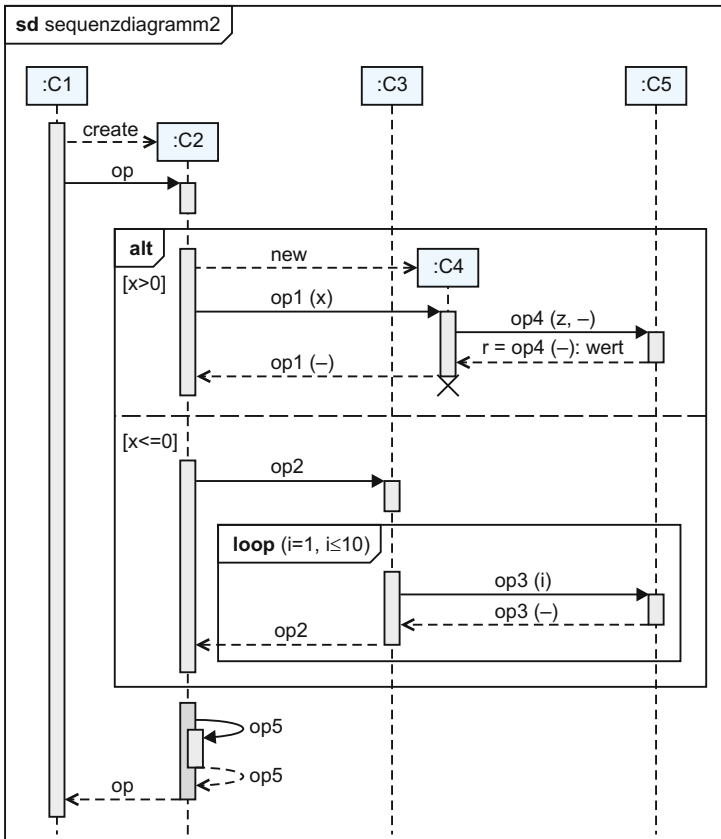 sd sequenzdiagramm2
:C1
:C3
:C5
create
:C2
op
alt
[x>0]
new
:C4
op1 (x)
op4 (z, –)
r = op4 (–): wert
op1 (–)
[x<=0]
op2
loop (i=1, i≤10)
op3 (i)
op3 (–)
op2
op5
op5
op